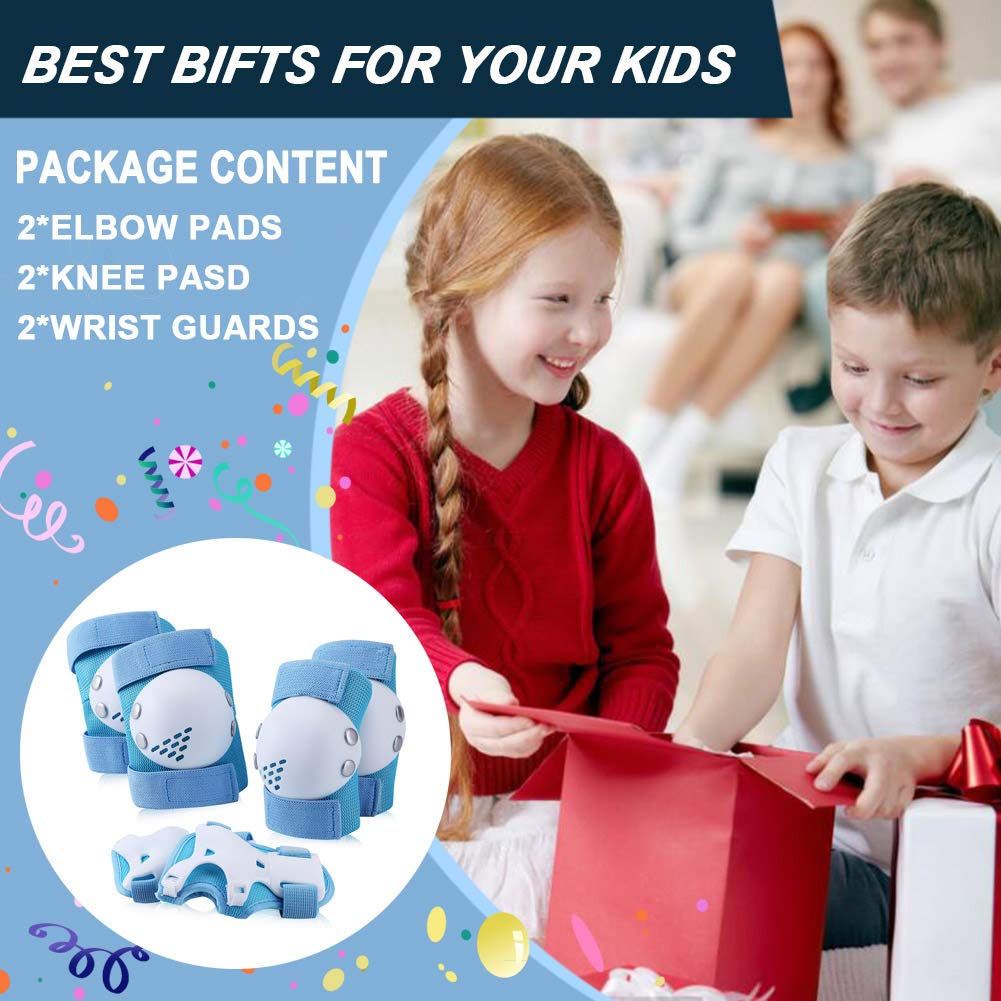 BEST BIFTS FOR YOUR KIDS
PACKAGE CONTENT
2*ELBOW PADS
2*KNEE PASD
2*WRIST GUARDS